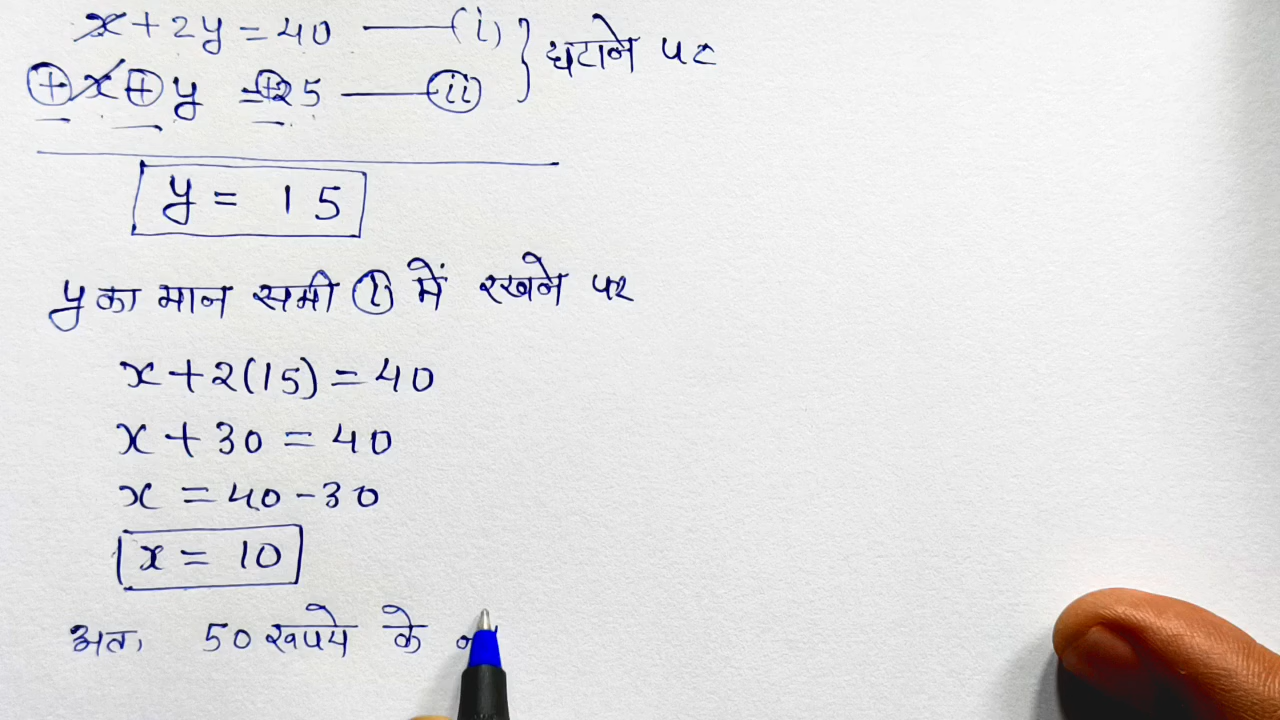 x + 2y = 40 —— (i) } घटाने पर
+ x + y = +25 —— (ii)
y = 15
y का मान समी (i) में रखने पर
x + 2(15) = 40
x + 30 = 40
x = 40 - 30
x = 10
अतः 50 रूपये के